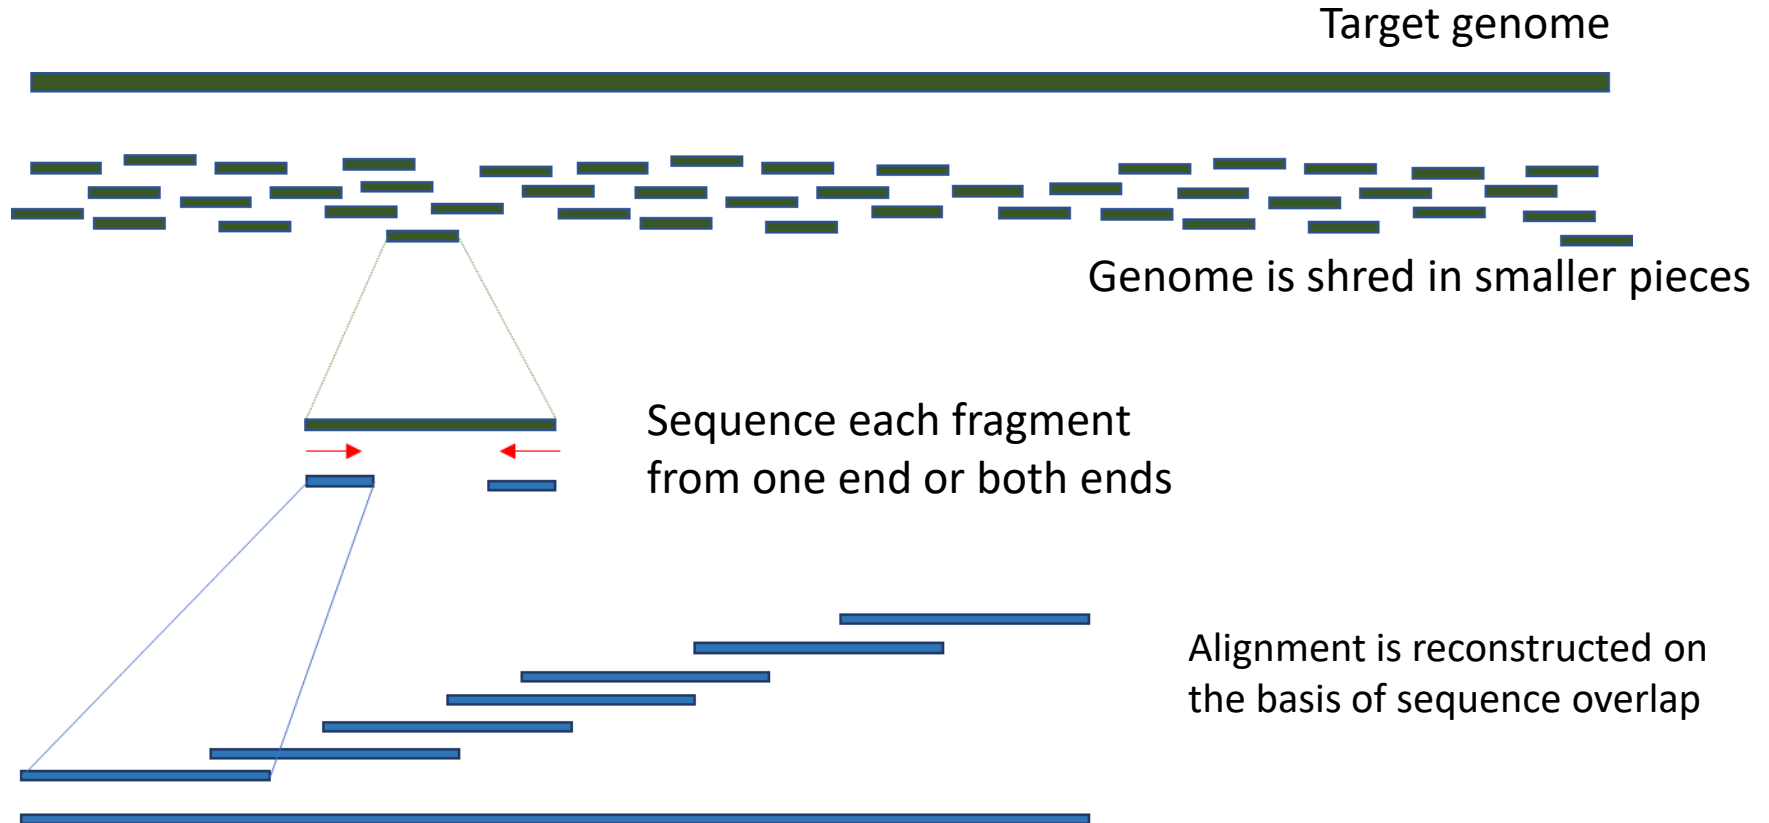 Target genome
Genome is shred in smaller pieces
Sequence each fragment
from one end or both ends
Alignment is reconstructed on
the basis of sequence overlap